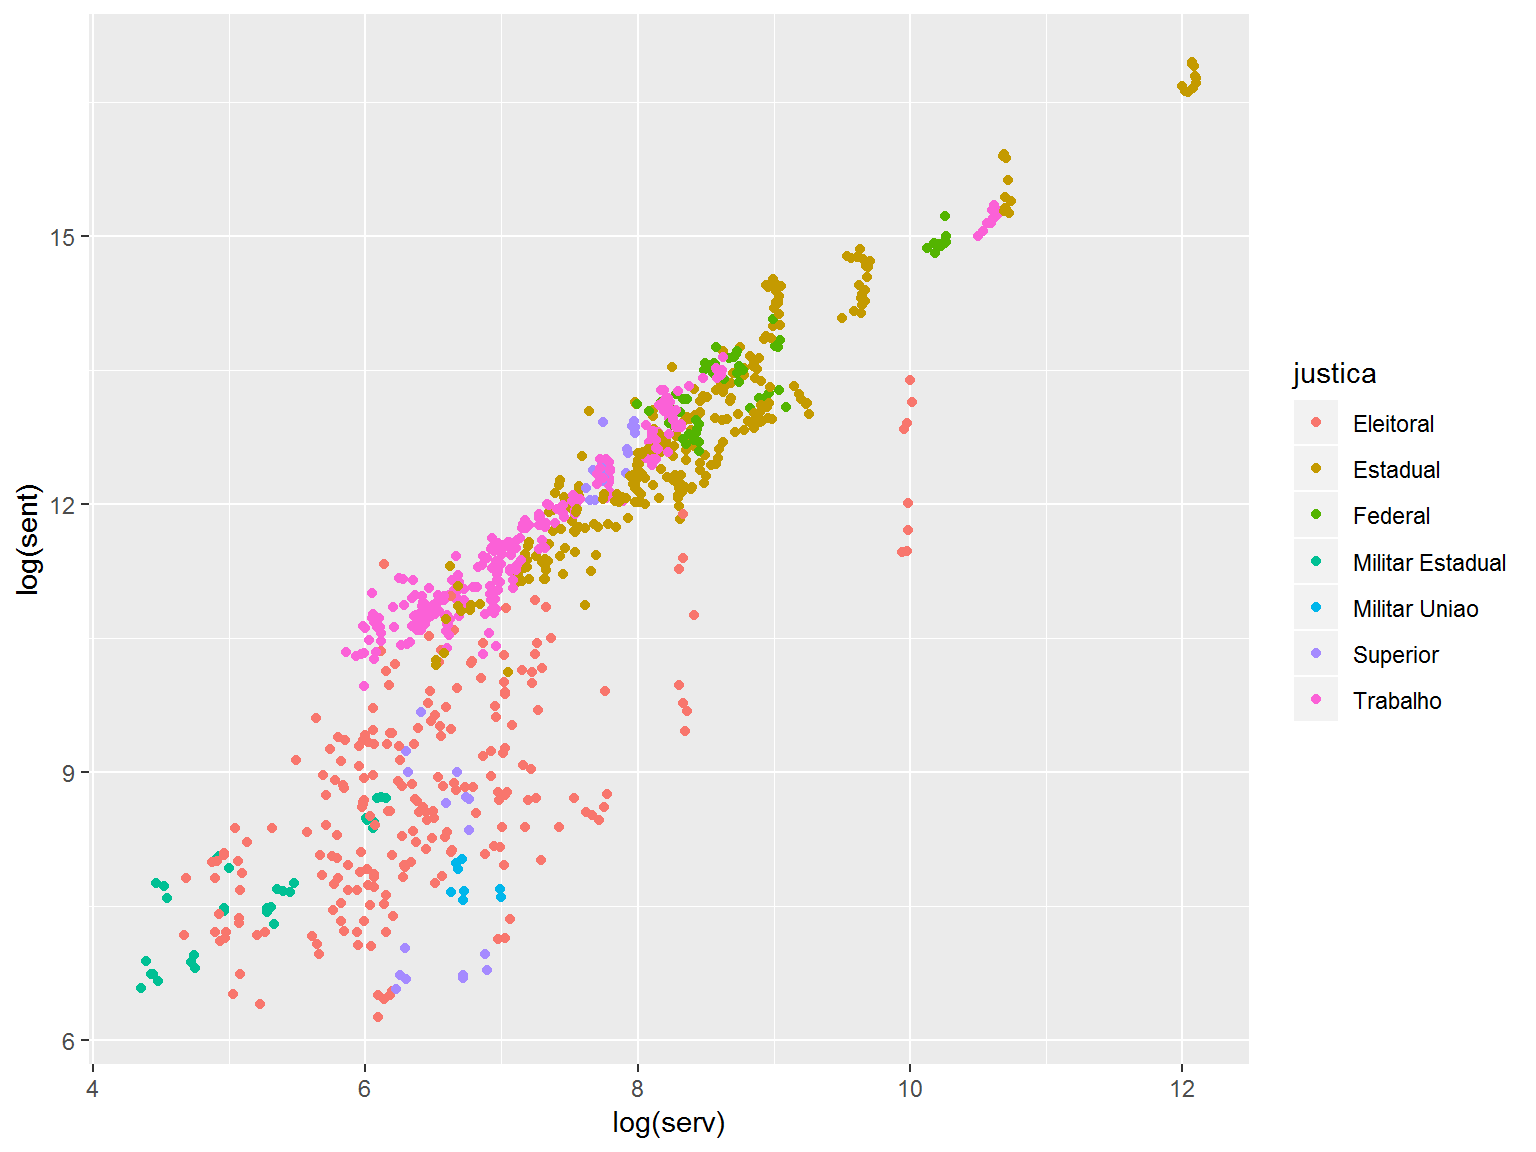 15
12
9
6
log(sent)
4 6 8 10 12
log(serv)
justica
Eleitoral
Estadual
Federal
Militar Estadual
Militar Uniao
Superior
Trabalho